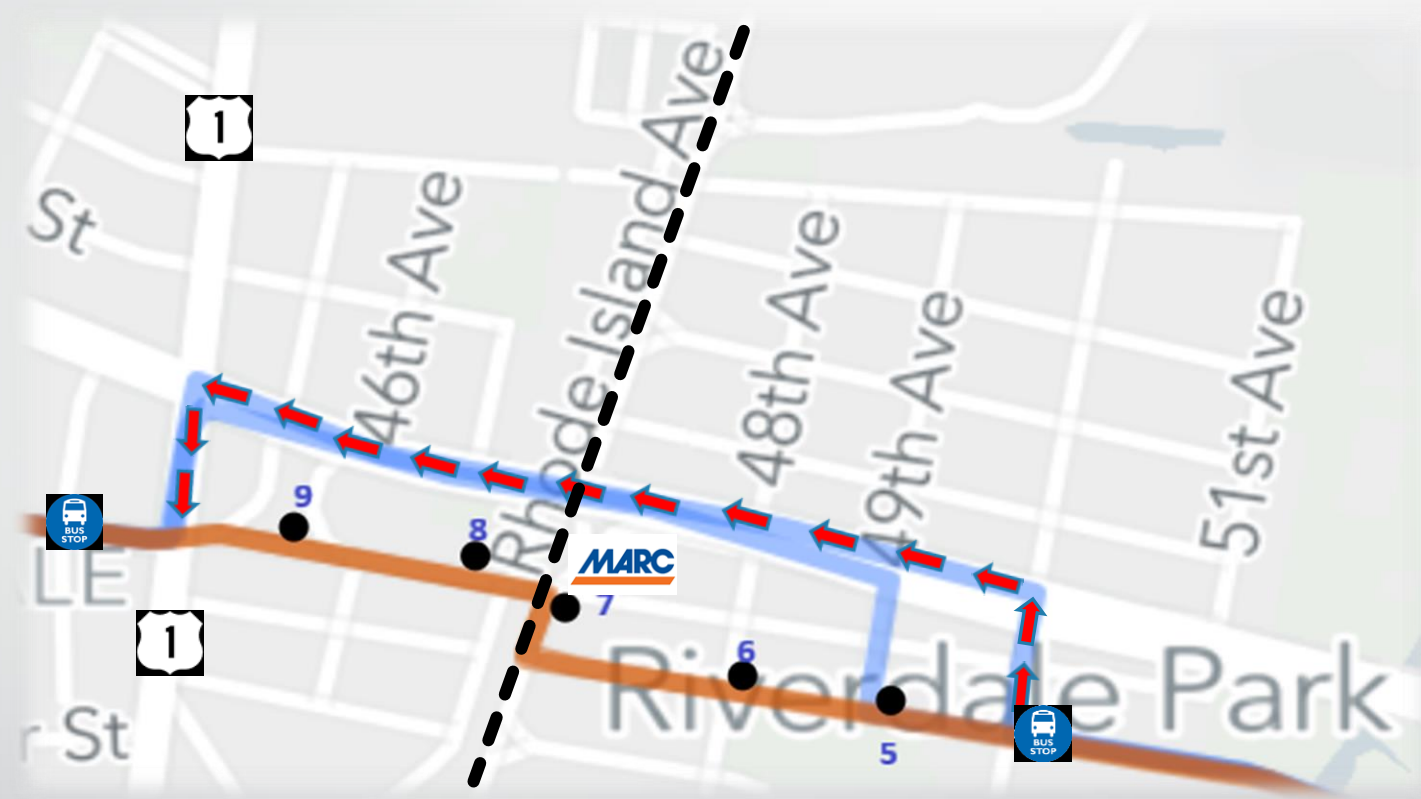 1
St
46th Ave
Rhode Island Ave
48th Ave
49th Ave
51st Ave
9
8
MARC
7
BUS
STOP
LE
1
6
Riverdale Park
5
BUS
STOP
r St